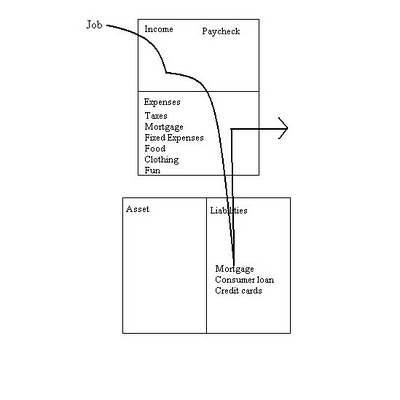 Job
Income Paycheck
Expenses
Taxes
Mortgage
Fixed Expenses
Food
Clothing
Fun
Asset Liabilities
Mortgage
Consumer loan
Credit cards